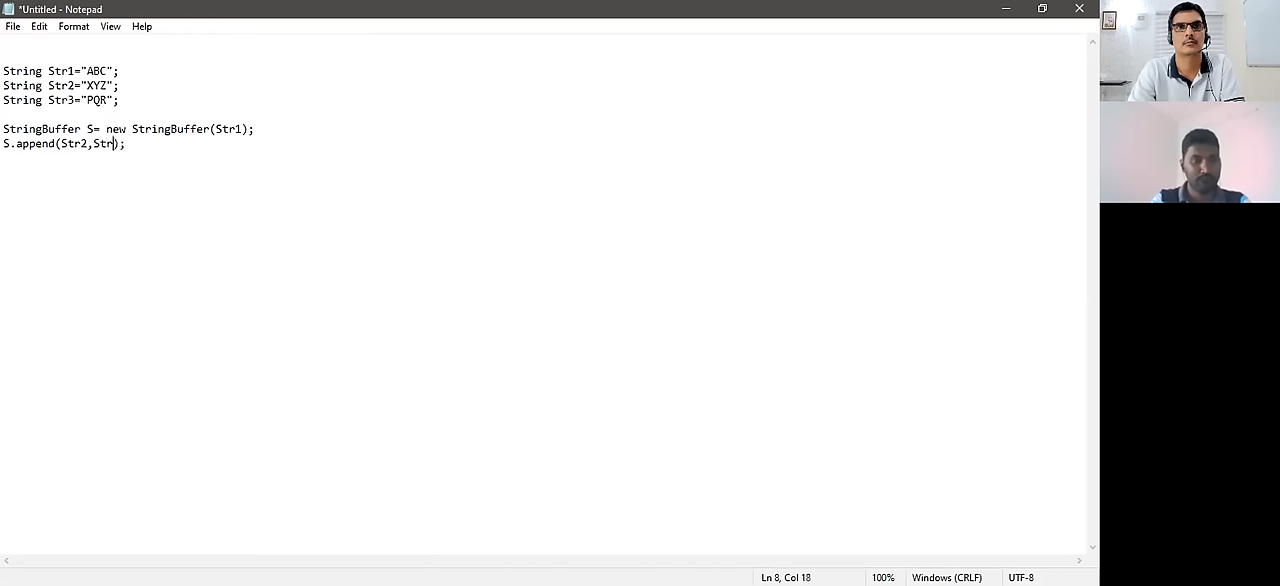 *Untitled - Notepad
File Edit Format View Help
String Str1="ABC";
String Str2="XYZ";
String Str3="PQR";
StringBuffer S= new StringBuffer(Str1);
S.append(Str2,Str);
Ln 8, Col 18 100% Windows (CRLF) UTF-8